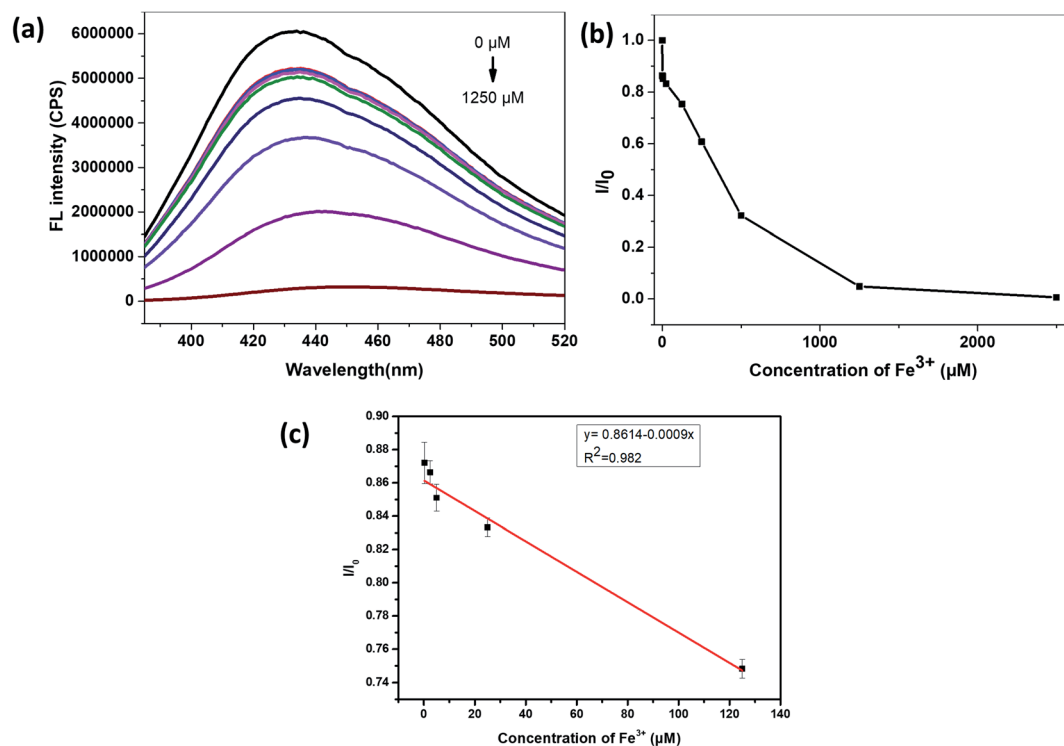 (a)
6000000
5000000
4000000
3000000
2000000
1000000
0
FL intensity (CPS)
0 µM
1250 µM
400 420 440 460 480 500 520
Wavelength(nm)
(b)
1.0
0.8
0.6
0.4
0.2
0.0
I/I0
0 1000 2000
Concentration of Fe3+ (µM)
(c)
0.90
0.88
0.86
0.84
0.82
0.80
0.78
0.76
0.74
I/I0
y= 0.8614-0.0009x
R2=0.982
0 20 40 60 80 100 120 140
Concentration of Fe3+ (µM)